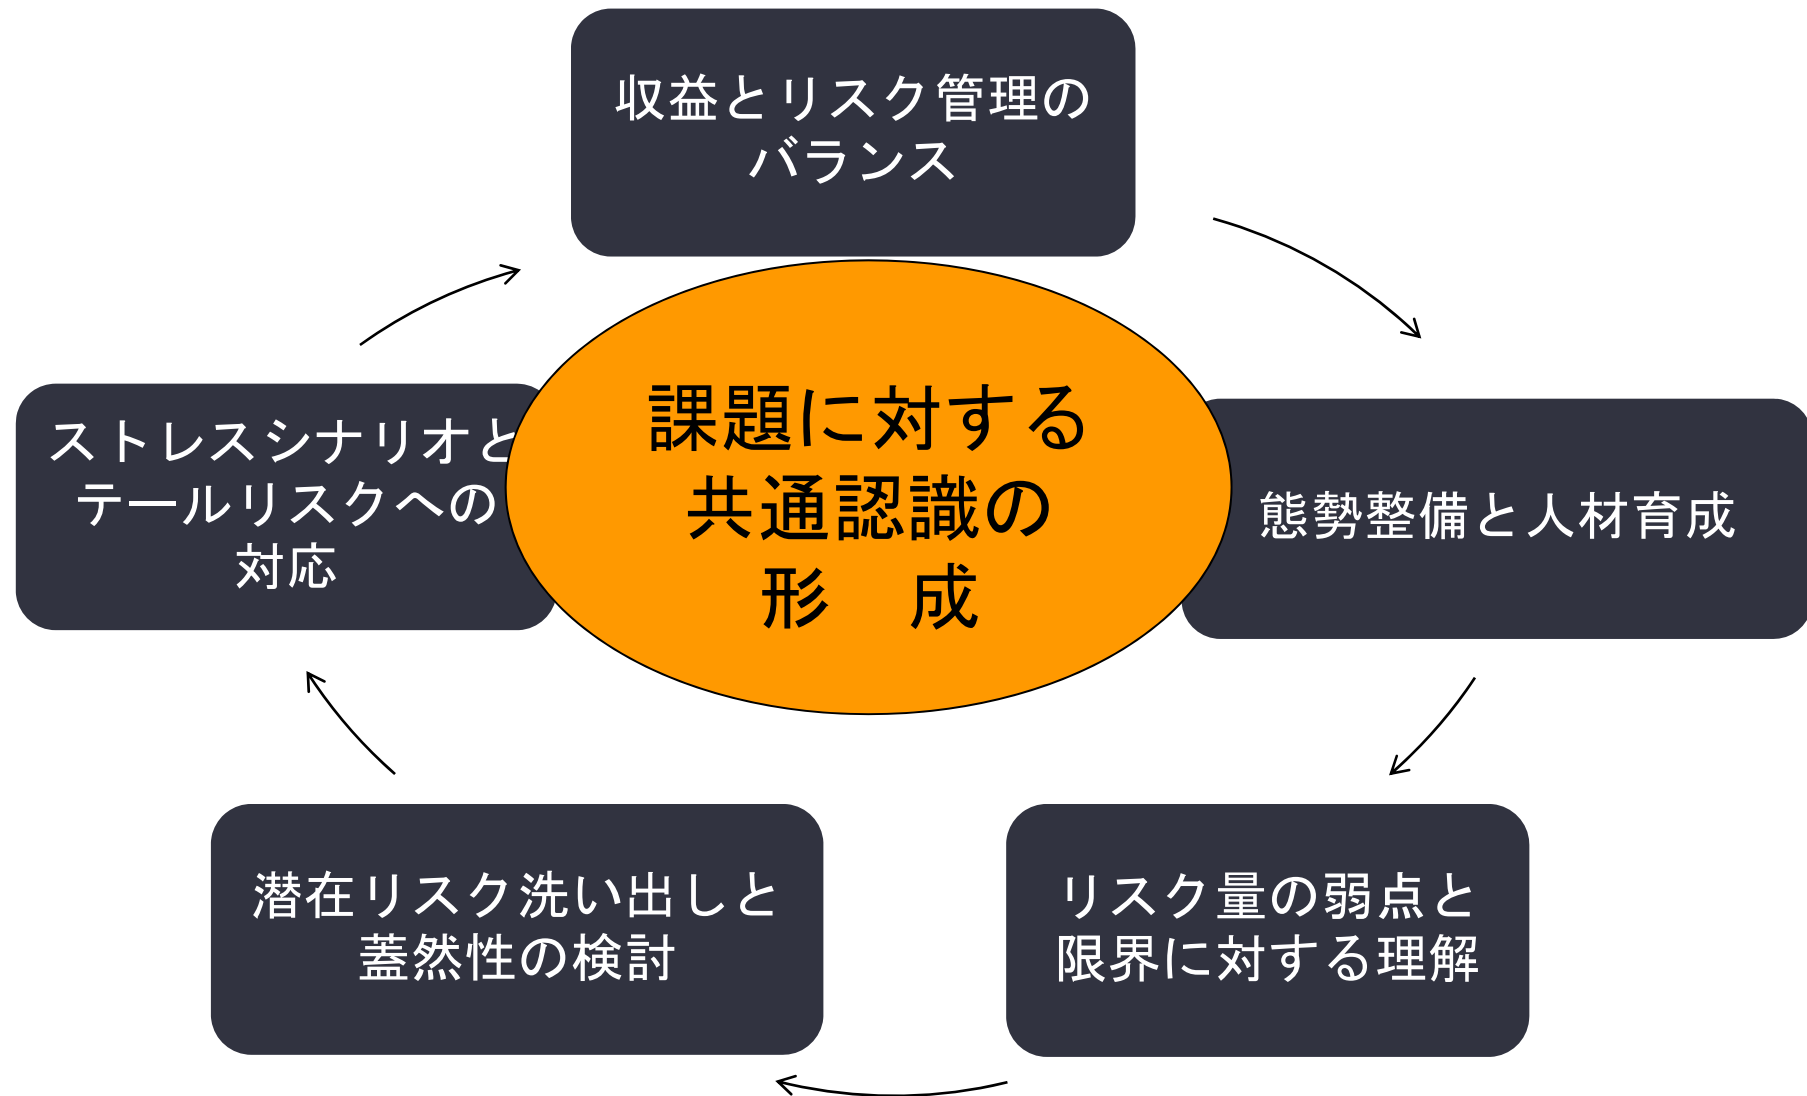 収益とリスク管理の
バランス
課題に対する
共通認識の
形　成
ストレスシナリオと
テールリスクへの
対応
態勢整備と人材育成
潜在リスク洗い出しと
蓋然性の検討
リスク量の弱点と
限界に対する理解